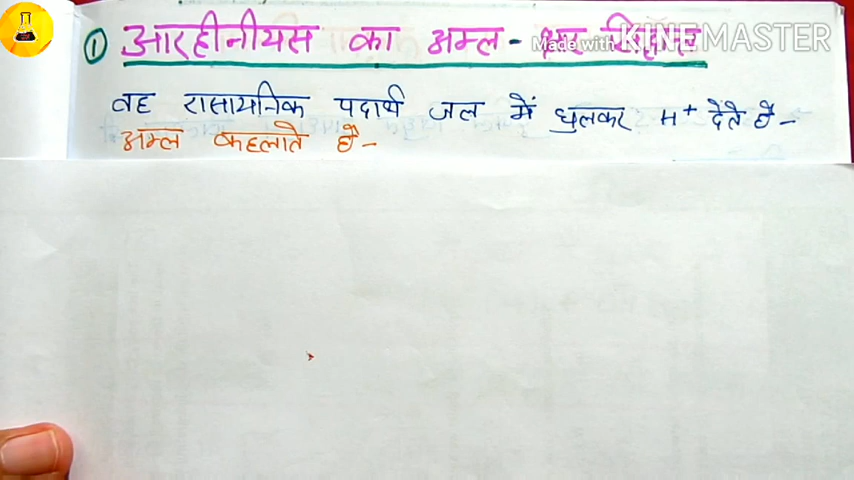 ① आरहीनीयस का अम्ल - क्षार सिद्धांत
Made with KINEMASTER
वह रासायनिक पदार्थ जल में घुलकर H+ देते है -
अम्ल कहलाते है -